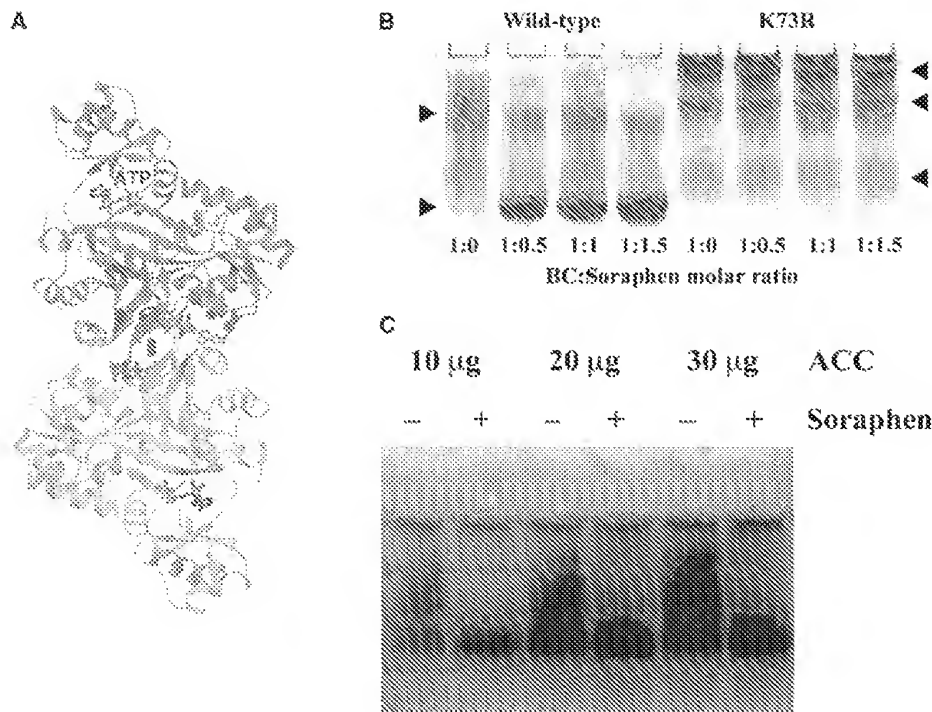 A
ATP
S
B
Wild-type K73R
1:0 1:0.5 1:1 1:1.5 1:0 1:0.5 1:1 1:1.5
BC:Soraphen molar ratio
C
10 µg 20 µg 30 µg ACC
– + – + – + Soraphen